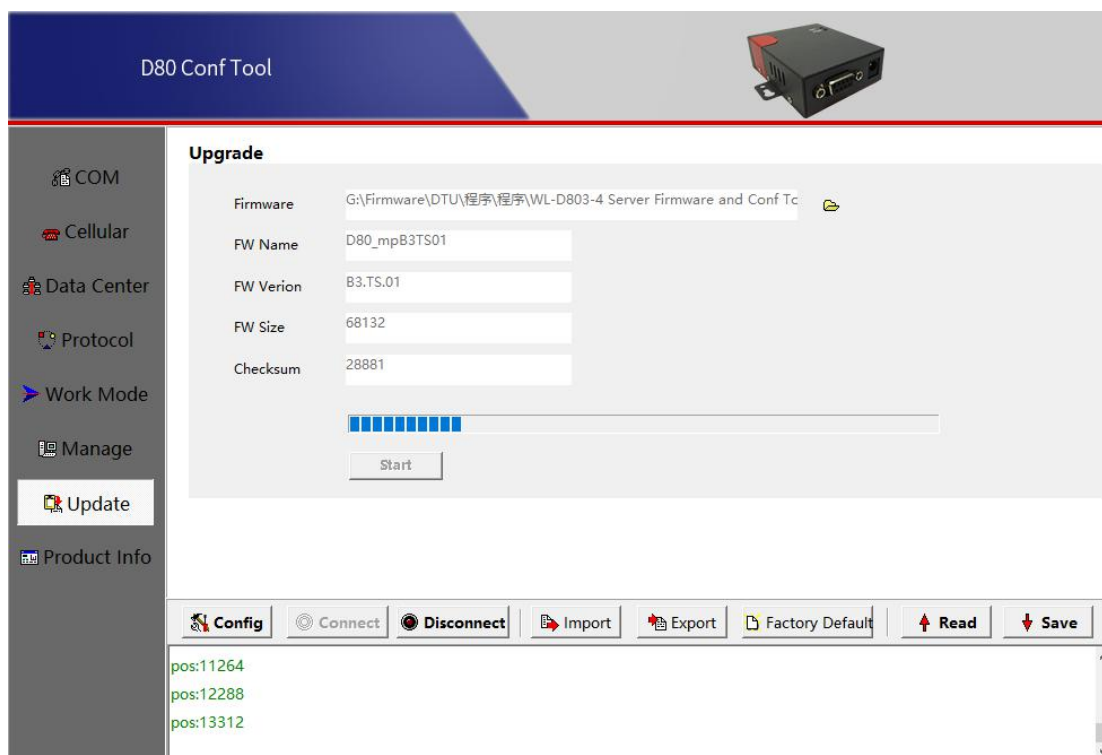 D80 Conf Tool
COM
Cellular
Data Center
Protocol
Work Mode
Manage
Update
Product Info
Upgrade
Firmware G:\Firmware\DTU\程序\程序\WL-D803-4 Server Firmware and Conf Tc
FW Name D80_mpB3TS01
FW Verion B3.TS.01
FW Size 68132
Checksum 28881
Start
Config Connect Disconnect Import Export Factory Default Read Save
pos:11264
pos:12288
pos:13312